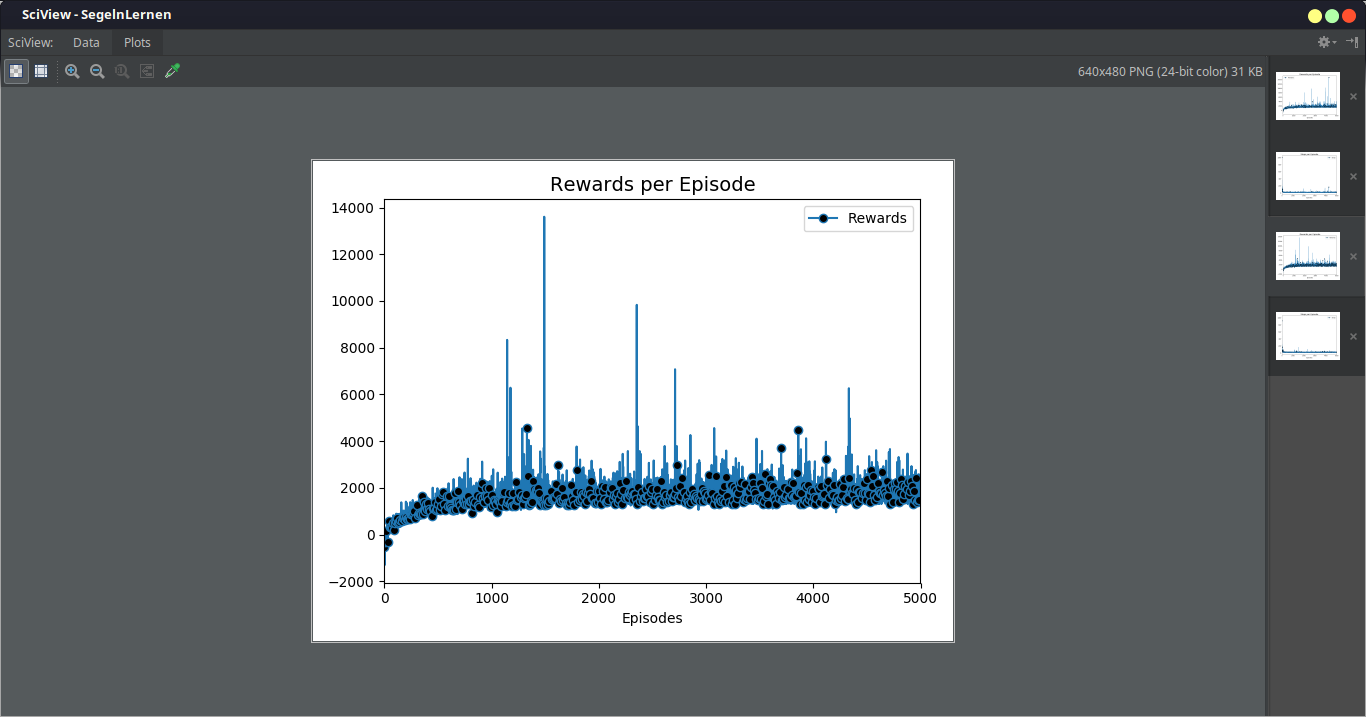 SciView - SegelnLernen
SciView: Data Plots
640x480 PNG (24-bit color) 31 KB
Rewards per Episode
Rewards
14000
12000
10000
8000
6000
4000
2000
0
−2000
0 1000 2000 3000 4000 5000
Episodes